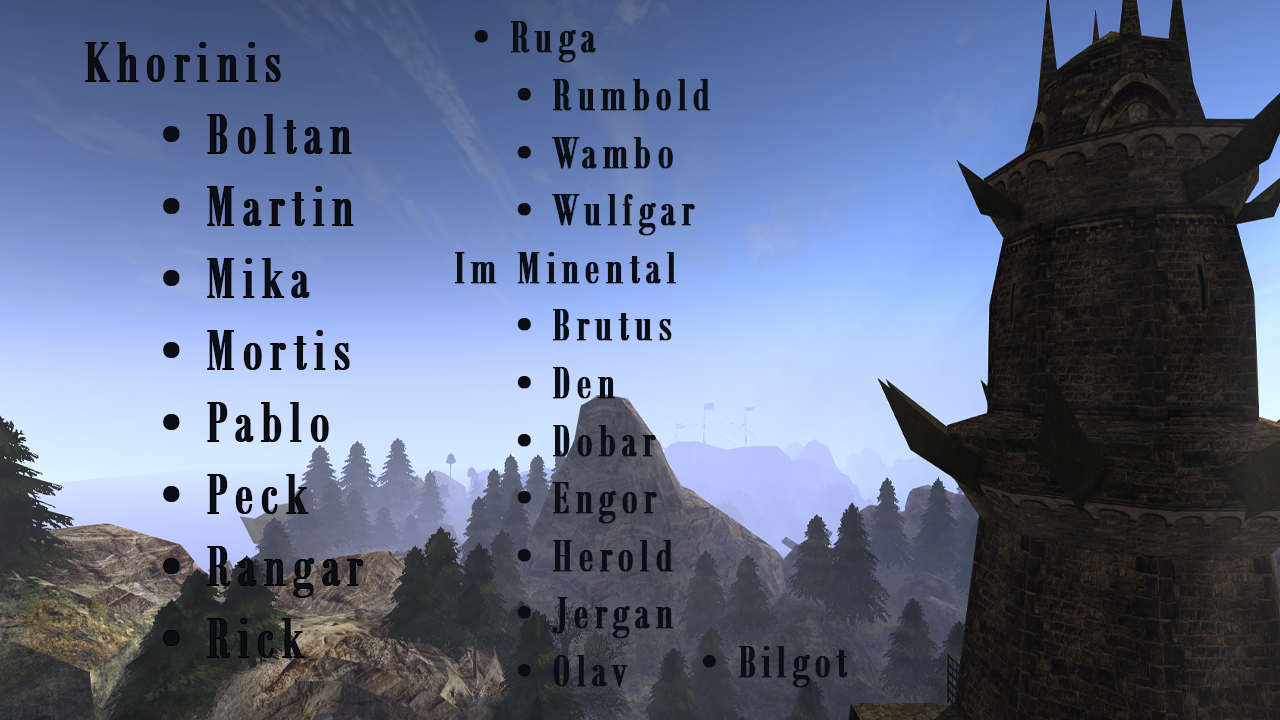 Khorinis
• Boltan
• Martin
• Mika
• Mortis
• Pablo
• Peck
• Rangar
• Rick
• Ruga
• Rumbold
• Wambo
• Wulfgar
Im Minental
• Brutus
• Den
• Dobar
• Engor
• Herold
• Jergan
• Olav
• Bilgot